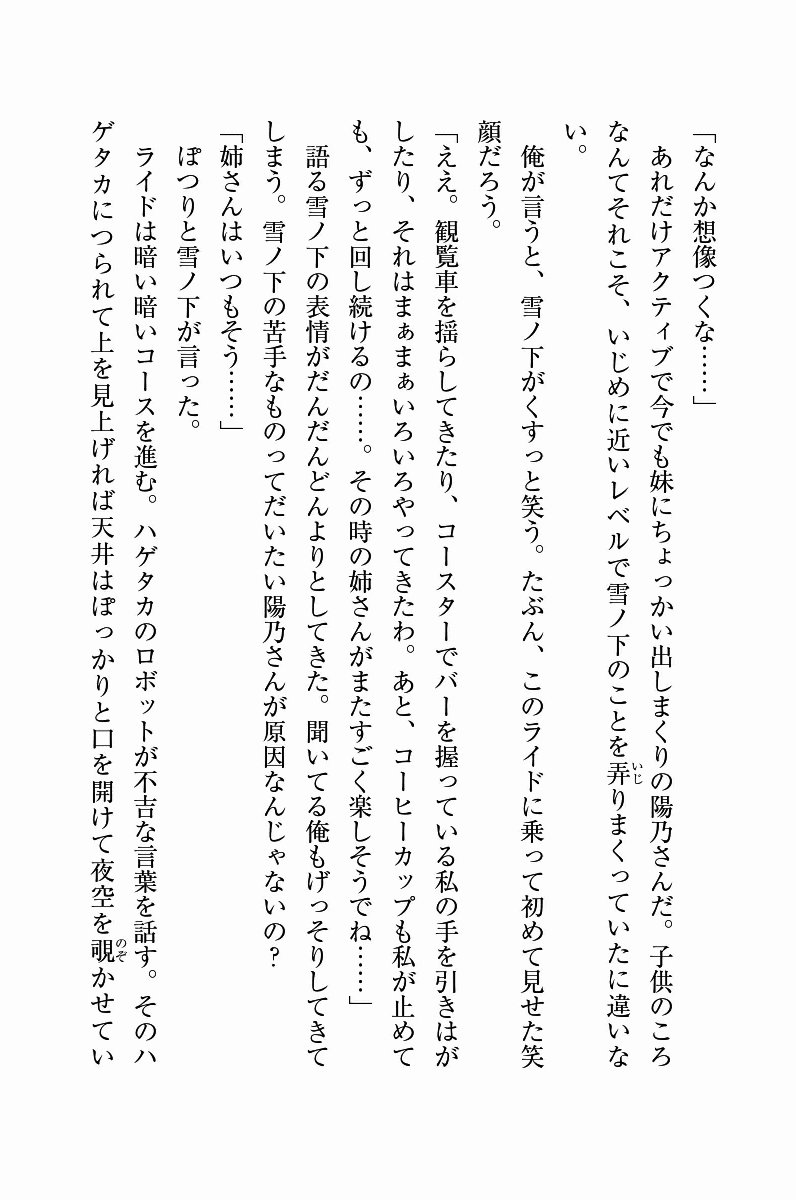 「なんか想像つくな……」
　あれだけアクティブで今でも妹にちょっかい出しまくりの陽乃さんだ。子供のころ
なんてそれこそ、いじめに近いレベルで雪ノ下のことを弄りまくっていたに違いな
い。
　俺が言うと、雪ノ下がくすっと笑う。たぶん、このライドに乗って初めて見せた笑
顔だろう。
「ええ。観覧車を揺らしてきたり、コースターでバーを握っている私の手を引きはが
したり、それはまぁまぁいろいろやってきたわ。あと、コーヒーカップも私が止めて
も、ずっと回し続けるの……。その時の姉さんがまたすごく楽しそうでね……」
　語る雪ノ下の表情がだんだんどんよりとしてきた。聞いてる俺もげっそりしてきて
しまう。雪ノ下の苦手なものってだいたい陽乃さんが原因なんじゃないの？
「姉さんはいつもそう……」
　ぽつりと雪ノ下が言った。
　ライドは暗い暗いコースを進む。ハゲタカのロボットが不吉な言葉を話す。そのハ
ゲタカにつられて上を見上げれば天井はぽっかりと口を開けて夜空を覗かせてい
いじ
のぞ